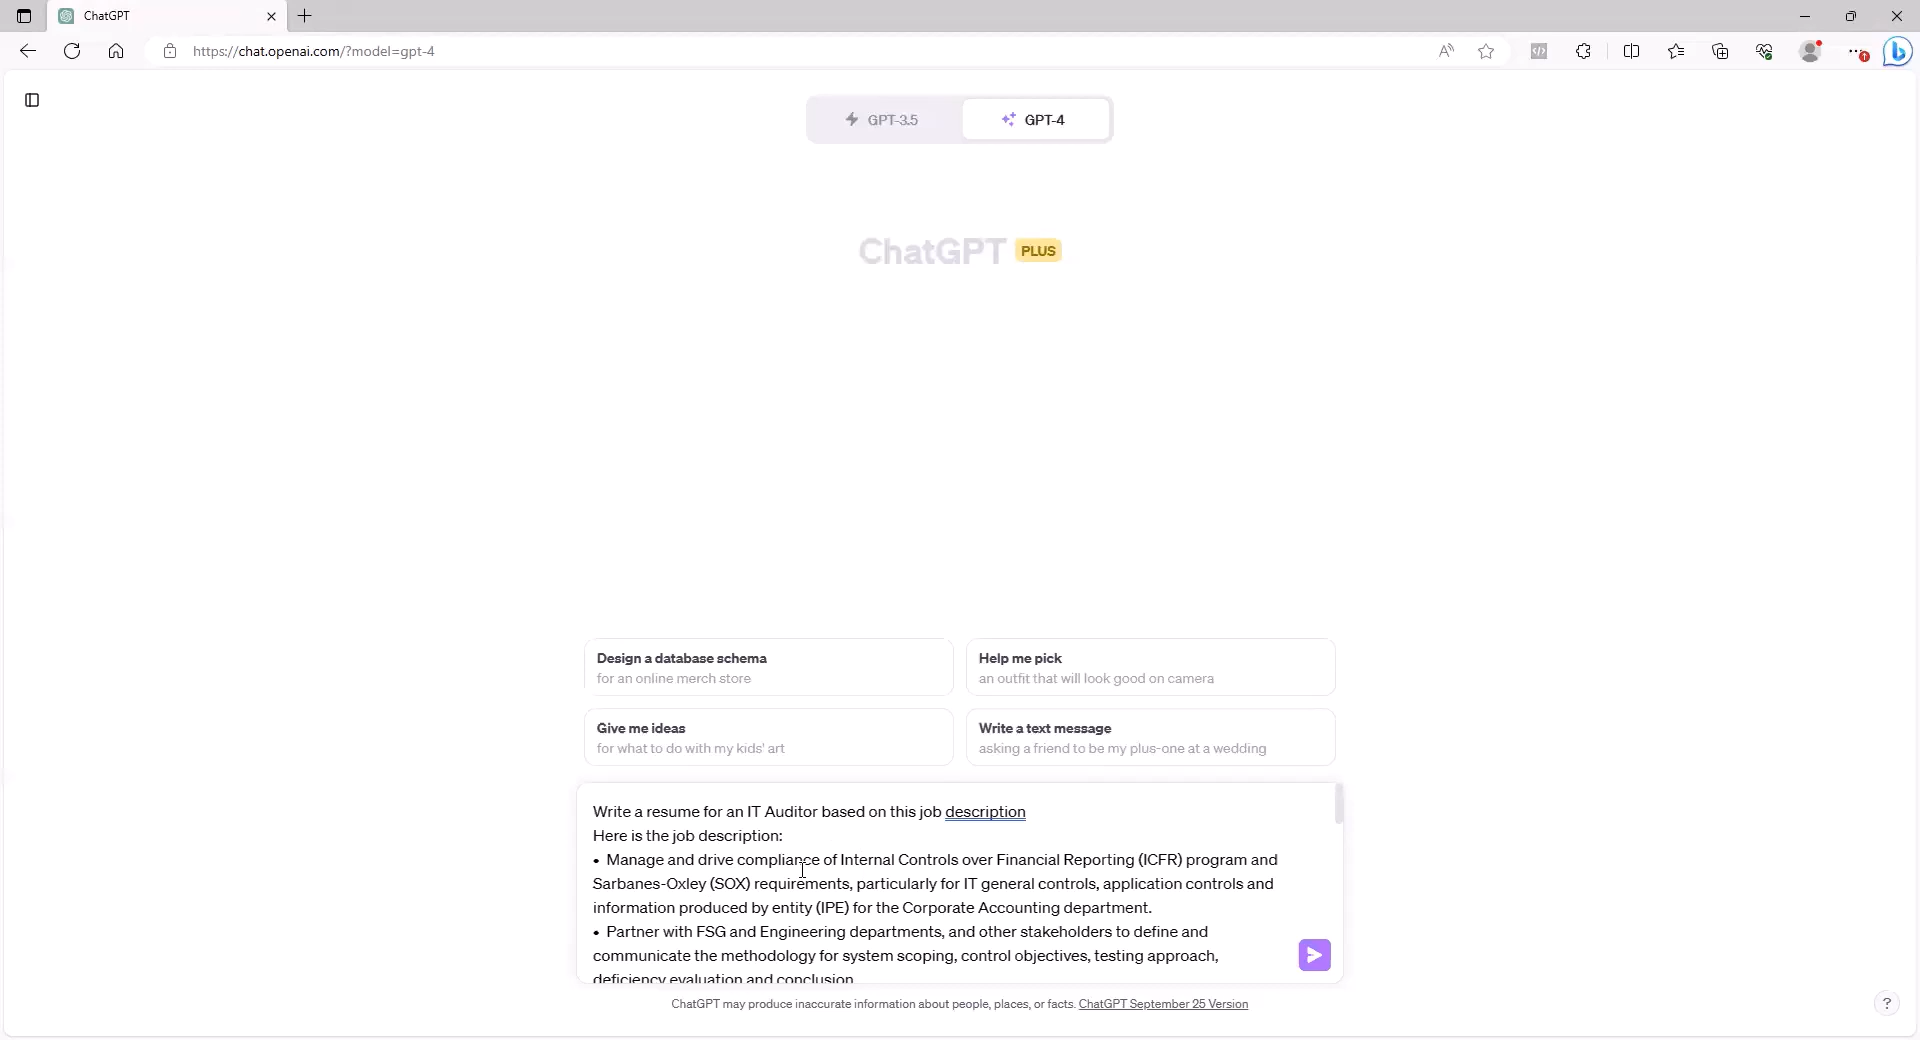 ChatGPT
https://chat.openai.com/?model=gpt-4
GPT-3.5
GPT-4
ChatGPT PLUS
Design a database schema
for an online merch store
Help me pick
an outfit that will look good on camera
Give me ideas
for what to do with my kids' art
Write a text message
asking a friend to be my plus-one at a wedding
Write a resume for an IT Auditor based on this job description
Here is the job description:
• Manage and drive compliance of Internal Controls over Financial Reporting (ICFR) program and
Sarbanes-Oxley (SOX) requirements, particularly for IT general controls, application controls and
information produced by entity (IPE) for the Corporate Accounting department.
• Partner with FSG and Engineering departments, and other stakeholders to define and
communicate the methodology for system scoping, control objectives, testing approach,
deficiency evaluation and conclusion.
ChatGPT may produce inaccurate information about people, places, or facts. ChatGPT September 25 Version
?